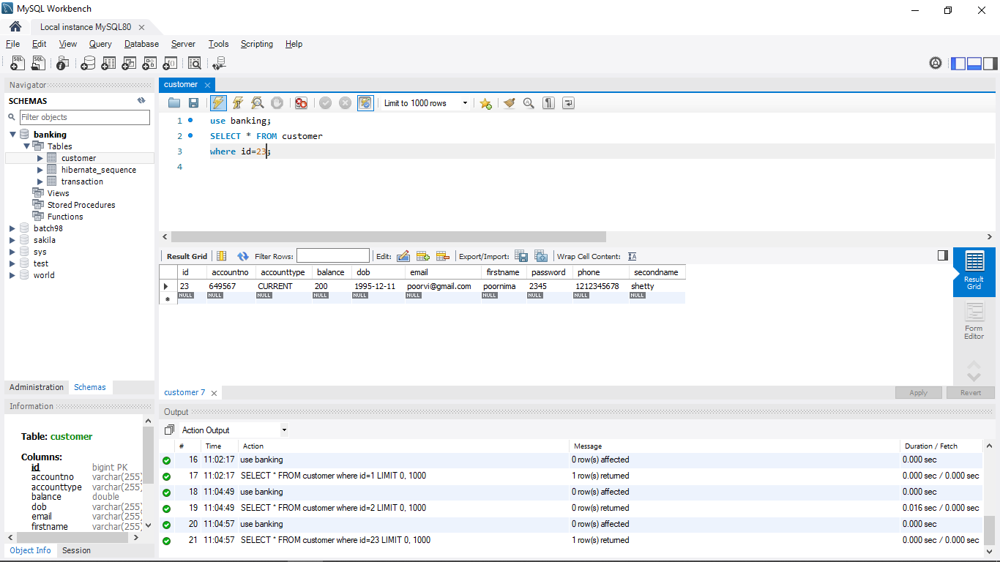 MySQL Workbench
Local instance MySQL80
File Edit View Query Database Server Tools Scripting Help
Navigator
SCHEMAS
Filter objects
banking
Tables
customer
hibernate_sequence
transaction
Views
Stored Procedures
Functions
batch98
sakila
sys
test
world
Administration Schemas
Information
Table: customer
Columns:
id bigint PK
accountno varchar(255)
accounttype varchar(255)
balance double
dob varchar(255)
email varchar(255)
firstname varchar(255)
Object Info Session
customer
Limit to 1000 rows
1 use banking;
2 SELECT * FROM customer
3 where id=23;
4
Result Grid Filter Rows: Edit: Export/Import: Wrap Cell Content:
id accountno accounttype balance dob email firstname password phone secondname
23 649567 CURRENT 200 1995-12-11 poorvi@gmail.com poornima 2345 1212345678 shetty
NULL NULL NULL NULL NULL NULL NULL NULL NULL NULL
Result
Grid
Form
Editor
customer 7
Apply Revert
Output
Action Output
# Time Action Message Duration / Fetch
16 11:02:17 use banking 0 row(s) affected 0.000 sec
17 11:02:17 SELECT * FROM customer where id=1 LIMIT 0, 1000 1 row(s) returned 0.000 sec / 0.000 sec
18 11:04:49 use banking 0 row(s) affected 0.000 sec
19 11:04:49 SELECT * FROM customer where id=2 LIMIT 0, 1000 0 row(s) returned 0.016 sec / 0.000 sec
20 11:04:57 use banking 0 row(s) affected 0.000 sec
21 11:04:57 SELECT * FROM customer where id=23 LIMIT 0, 1000 1 row(s) returned 0.000 sec / 0.000 sec